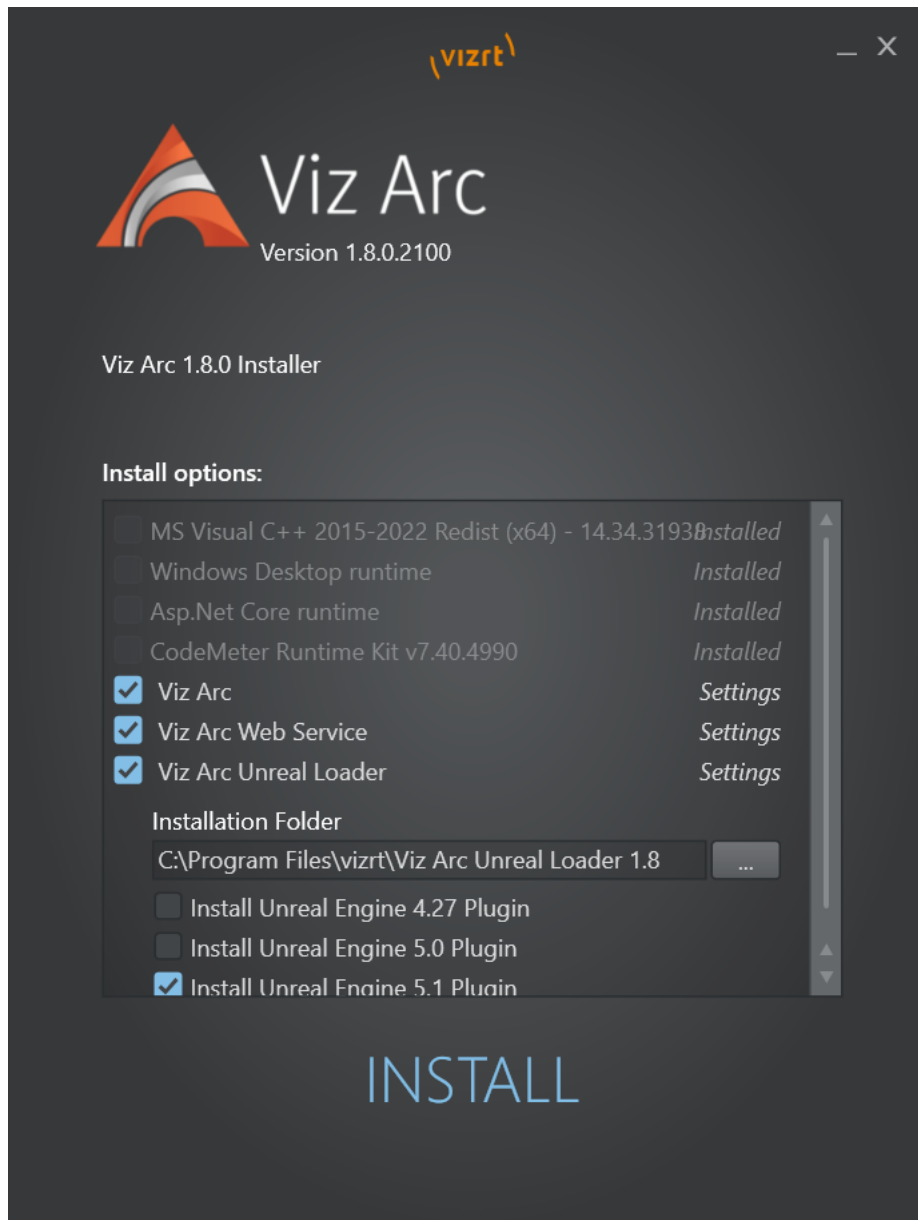 vizrt
Viz Arc
Version 1.8.0.2100
Viz Arc 1.8.0 Installer
Install options:
MS Visual C++ 2015-2022 Redist (x64) - 14.34.31938 Installed
Windows Desktop runtime Installed
Asp.Net Core runtime Installed
CodeMeter Runtime Kit v7.40.4990 Installed
Viz Arc Settings
Viz Arc Web Service Settings
Viz Arc Unreal Loader Settings
Installation Folder
C:\Program Files\vizrt\Viz Arc Unreal Loader 1.8 ...
Install Unreal Engine 4.27 Plugin
Install Unreal Engine 5.0 Plugin
Install Unreal Engine 5.1 Plugin
INSTALL